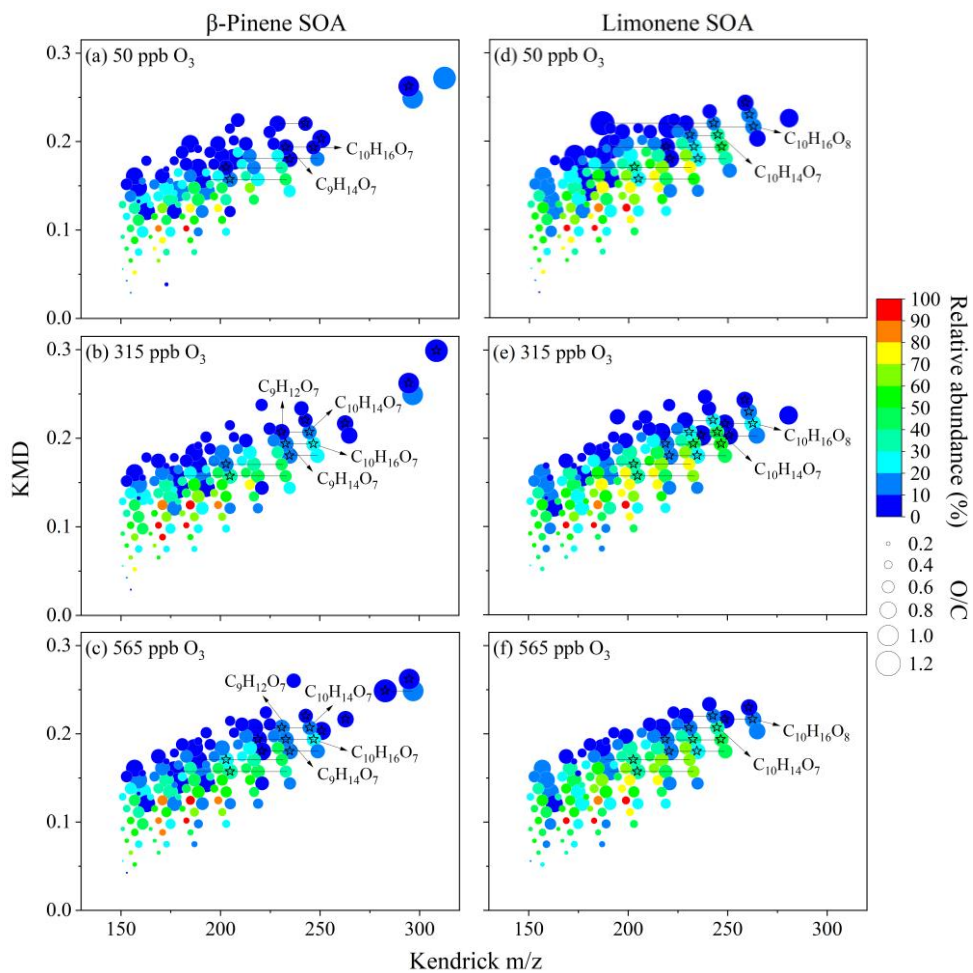 β-Pinene SOA
Limonene SOA
(a) 50 ppb O₃
C₁₀H₁₆O₇
C₉H₁₄O₇
0.3
0.2
0.1
0.0
(d) 50 ppb O₃
C₁₀H₁₆O₈
C₁₀H₁₄O₇
(b) 315 ppb O₃
C₉H₁₂O₇
C₁₀H₁₄O₇
C₁₀H₁₆O₇
C₉H₁₄O₇
0.3
0.2
0.1
0.0
(e) 315 ppb O₃
C₁₀H₁₆O₈
C₁₀H₁₄O₇
(c) 565 ppb O₃
C₉H₁₂O₇
C₁₀H₁₄O₇
C₁₀H₁₆O₇
C₉H₁₄O₇
0.3
0.2
0.1
0.0
(f) 565 ppb O₃
C₁₀H₁₆O₈
C₁₀H₁₄O₇
KMD
150 200 250 300
150 200 250 300
Kendrick m/z
100
90
80
70
60
50
40
30
20
10
0
Relative abundance (%)
0.2
0.4
0.6
0.8
1.0
1.2
O/C